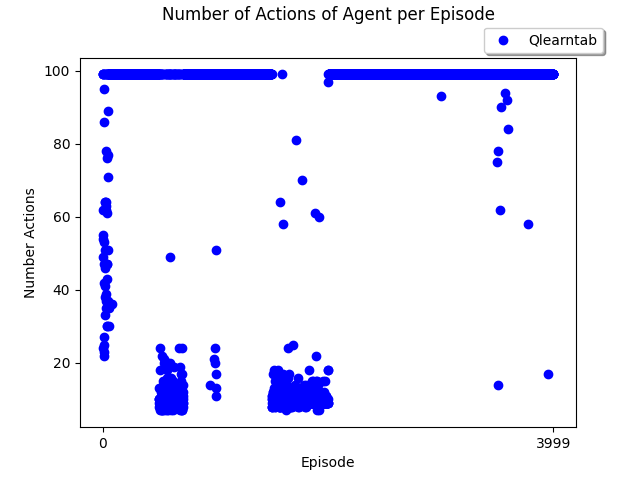 Number of Actions of Agent per Episode
Qlearntab
100
80
60
40
20
Number Actions
0
3999
Episode